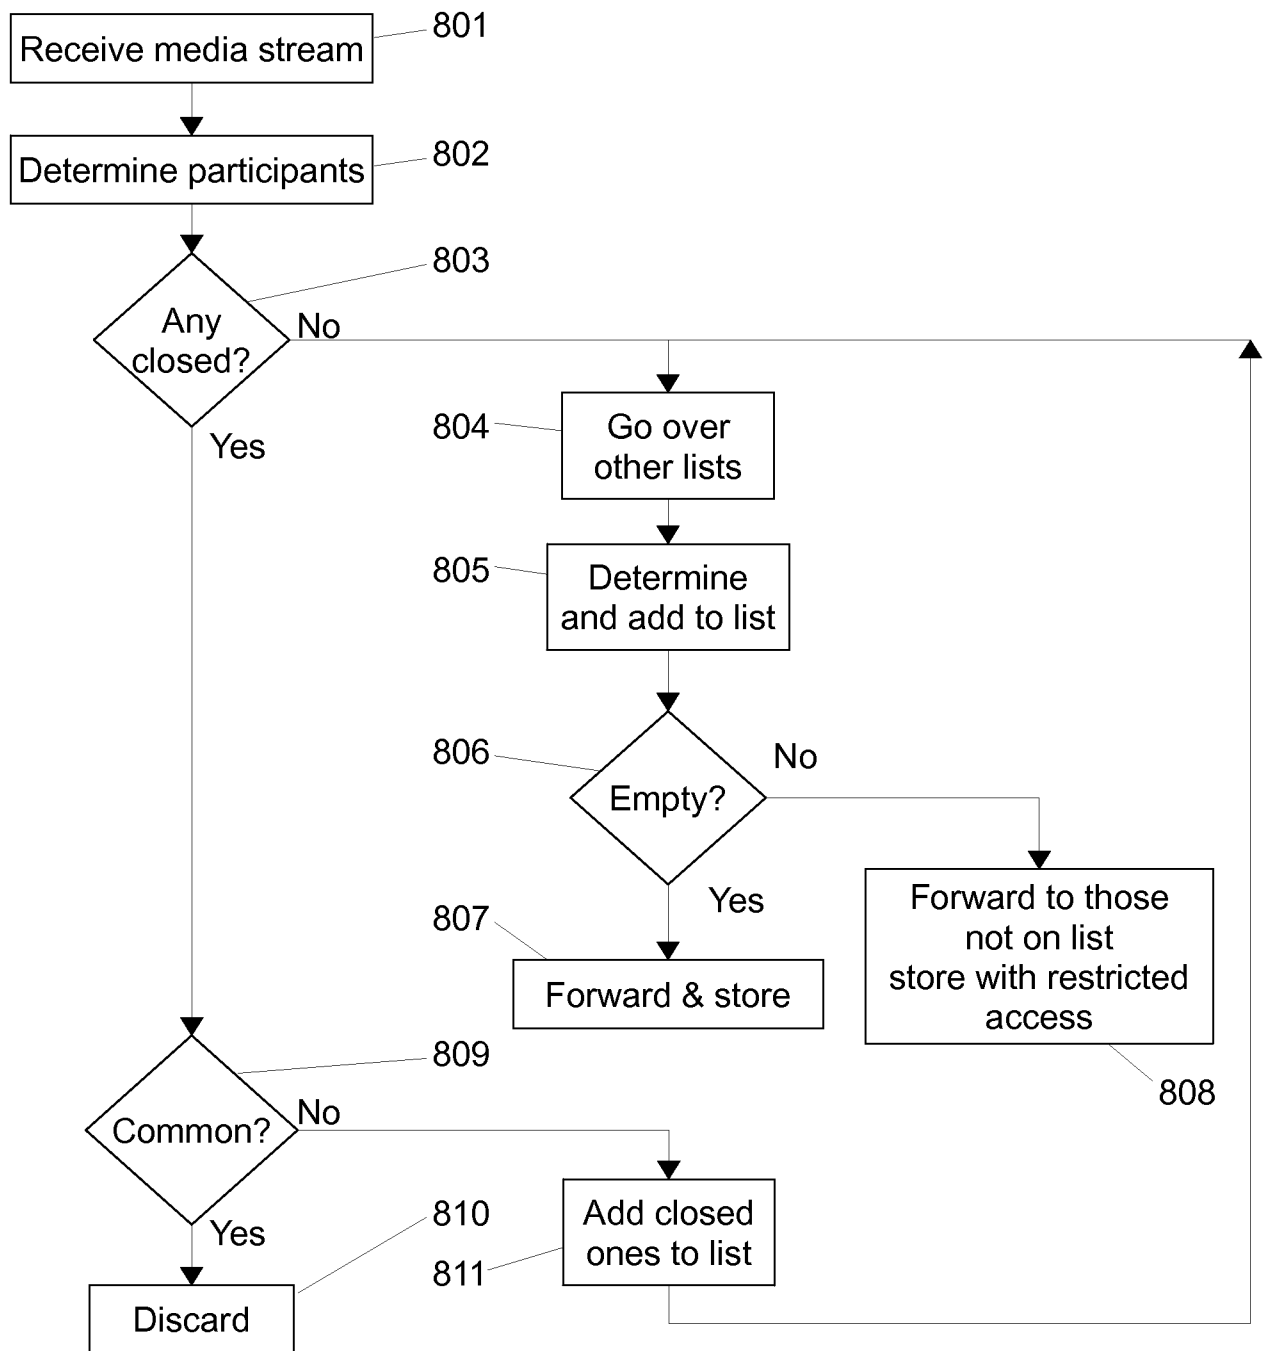 801
Receive media stream
802
Determine participants
803
Any
closed?
No
Yes
804
Go over
other lists
805
Determine
and add to list
806
Empty?
No
Yes
807
Forward & store
Forward to those
not on list
store with restricted
access
808
809
Common?
No
Yes
810
Discard
811
Add closed
ones to list